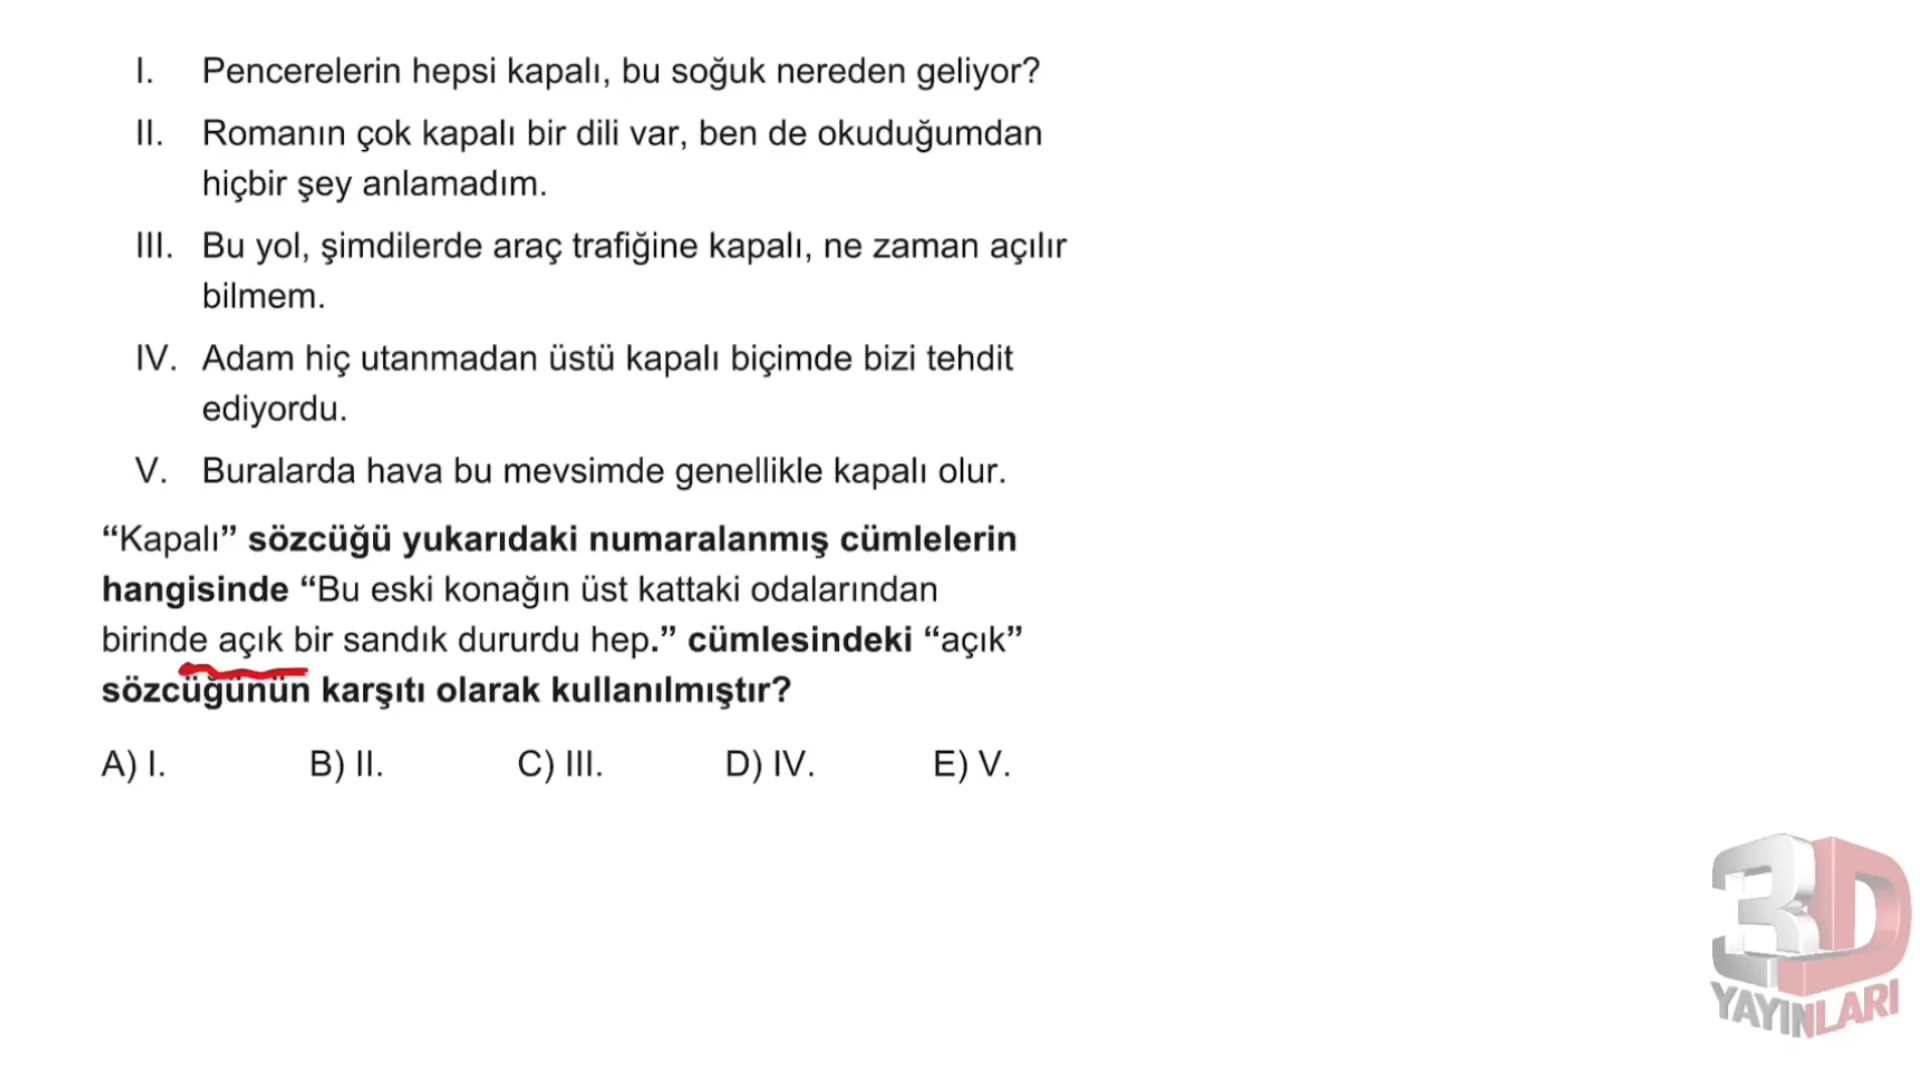 I. Pencerelerin hepsi kapalı, bu soğuk nereden geliyor?
II. Romanın çok kapalı bir dili var, ben de okuduğumdan
hiçbir şey anlamadım.
III. Bu yol, şimdilerde araç trafiğine kapalı, ne zaman açılır
bilmem.
IV. Adam hiç utanmadan üstü kapalı biçimde bizi tehdit
ediyordu.
V. Buralarda hava bu mevsimde genellikle kapalı olur.
“Kapalı” sözcüğü yukarıdaki numaralanmış cümlelerin
hangisinde “Bu eski konağın üst kattaki odalarından
birinde açık bir sandık dururdu hep.” cümlesindeki “açık”
sözcüğünün karşıtı olarak kullanılmıştır?
A) I. B) II. C) III. D) IV. E) V.
3D
YAYINLARI